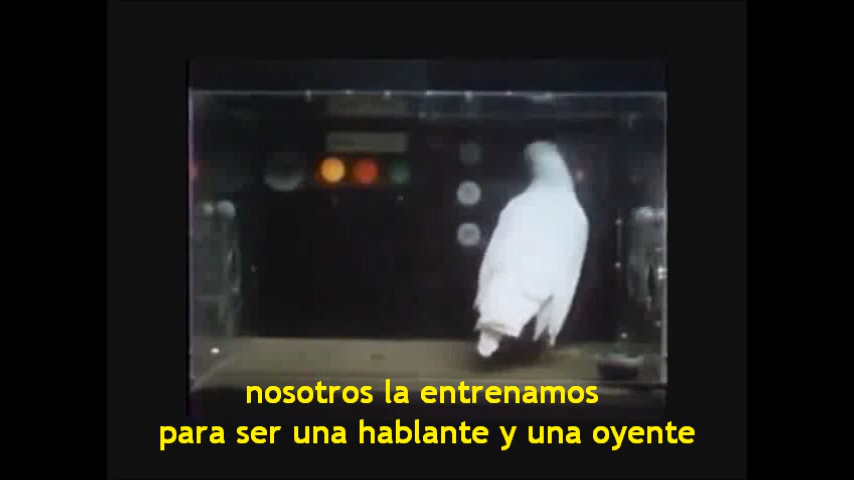 nosotros la entrenamos
para ser una hablante y una oyente